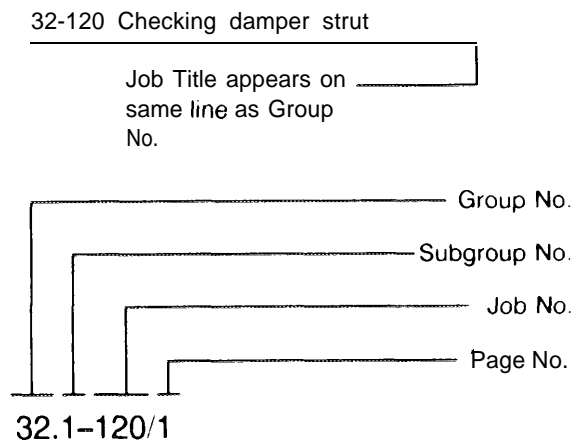 32-120 Checking damper strut
Job Title appears on
same line as Group
No.
Group No.
Subgroup No.
Job No.
Page No.
32.1–120/1